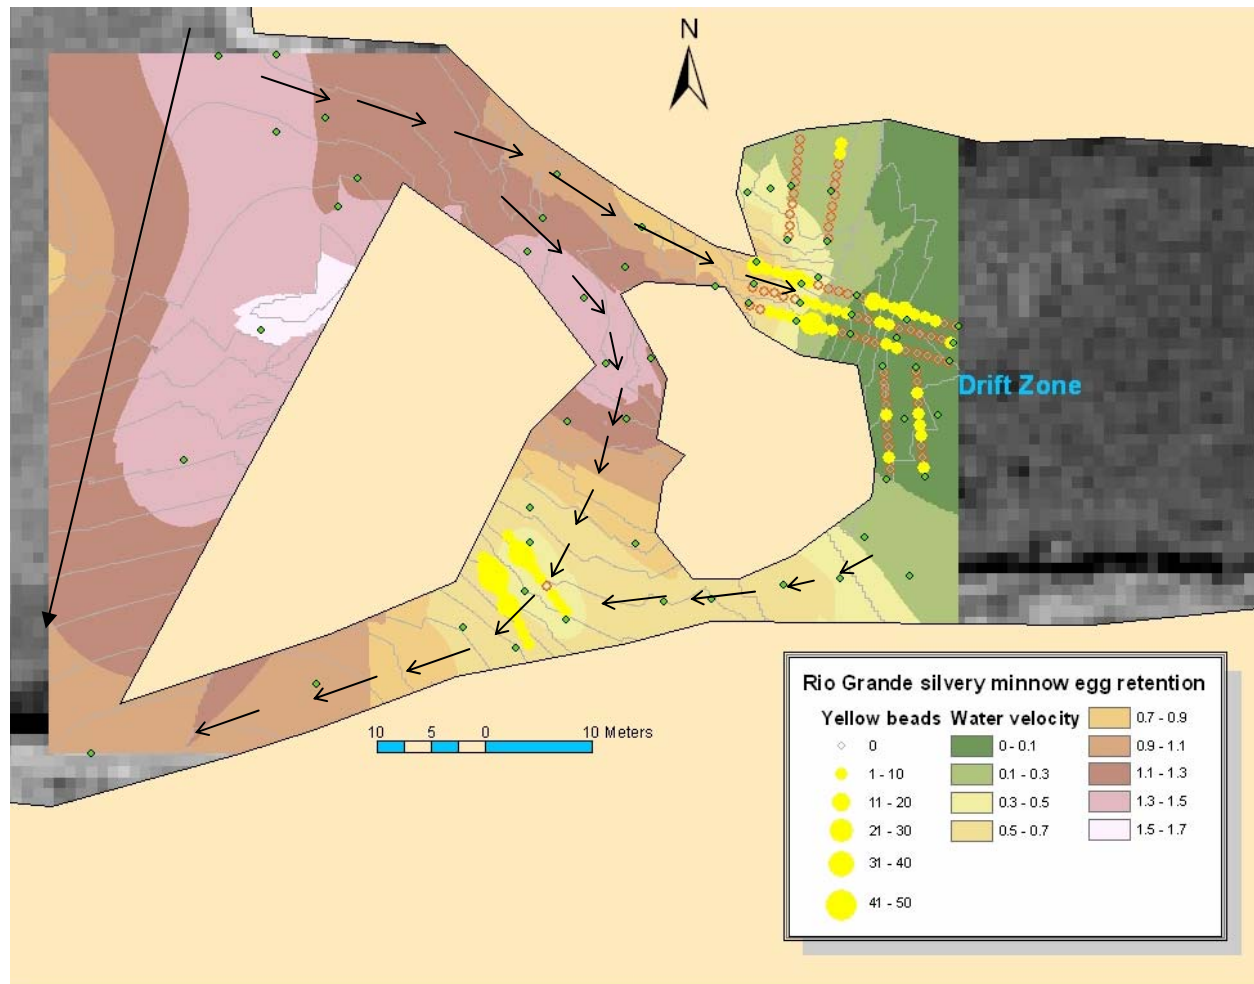 N
Drift Zone
10 5 0 10 Meters
Rio Grande silvery minnow egg retention
Yellow beads Water velocity
0
1 - 10
11 - 20
21 - 30
31 - 40
41 - 50
0 - 0.1
0.1 - 0.3
0.3 - 0.5
0.5 - 0.7
0.7 - 0.9
0.9 - 1.1
1.1 - 1.3
1.3 - 1.5
1.5 - 1.7